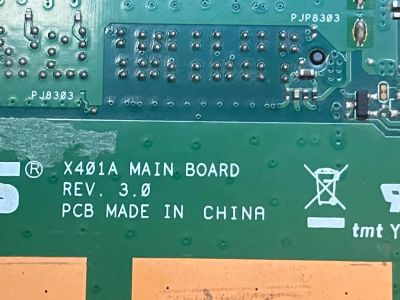 PJP8303
PJ8303
® X401A MAIN BOARD
REV. 3.0
PCB MADE IN CHINA
tmt Y